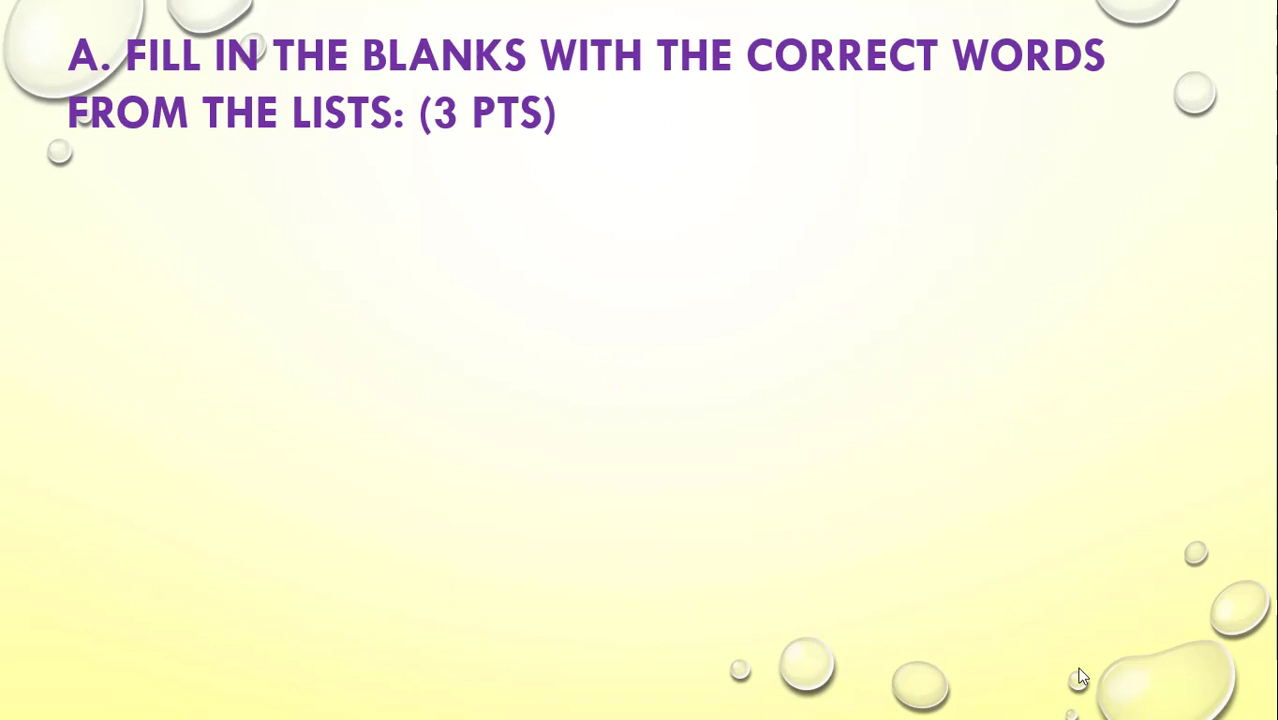 A. FILL IN THE BLANKS WITH THE CORRECT WORDS
FROM THE LISTS: (3 PTS)